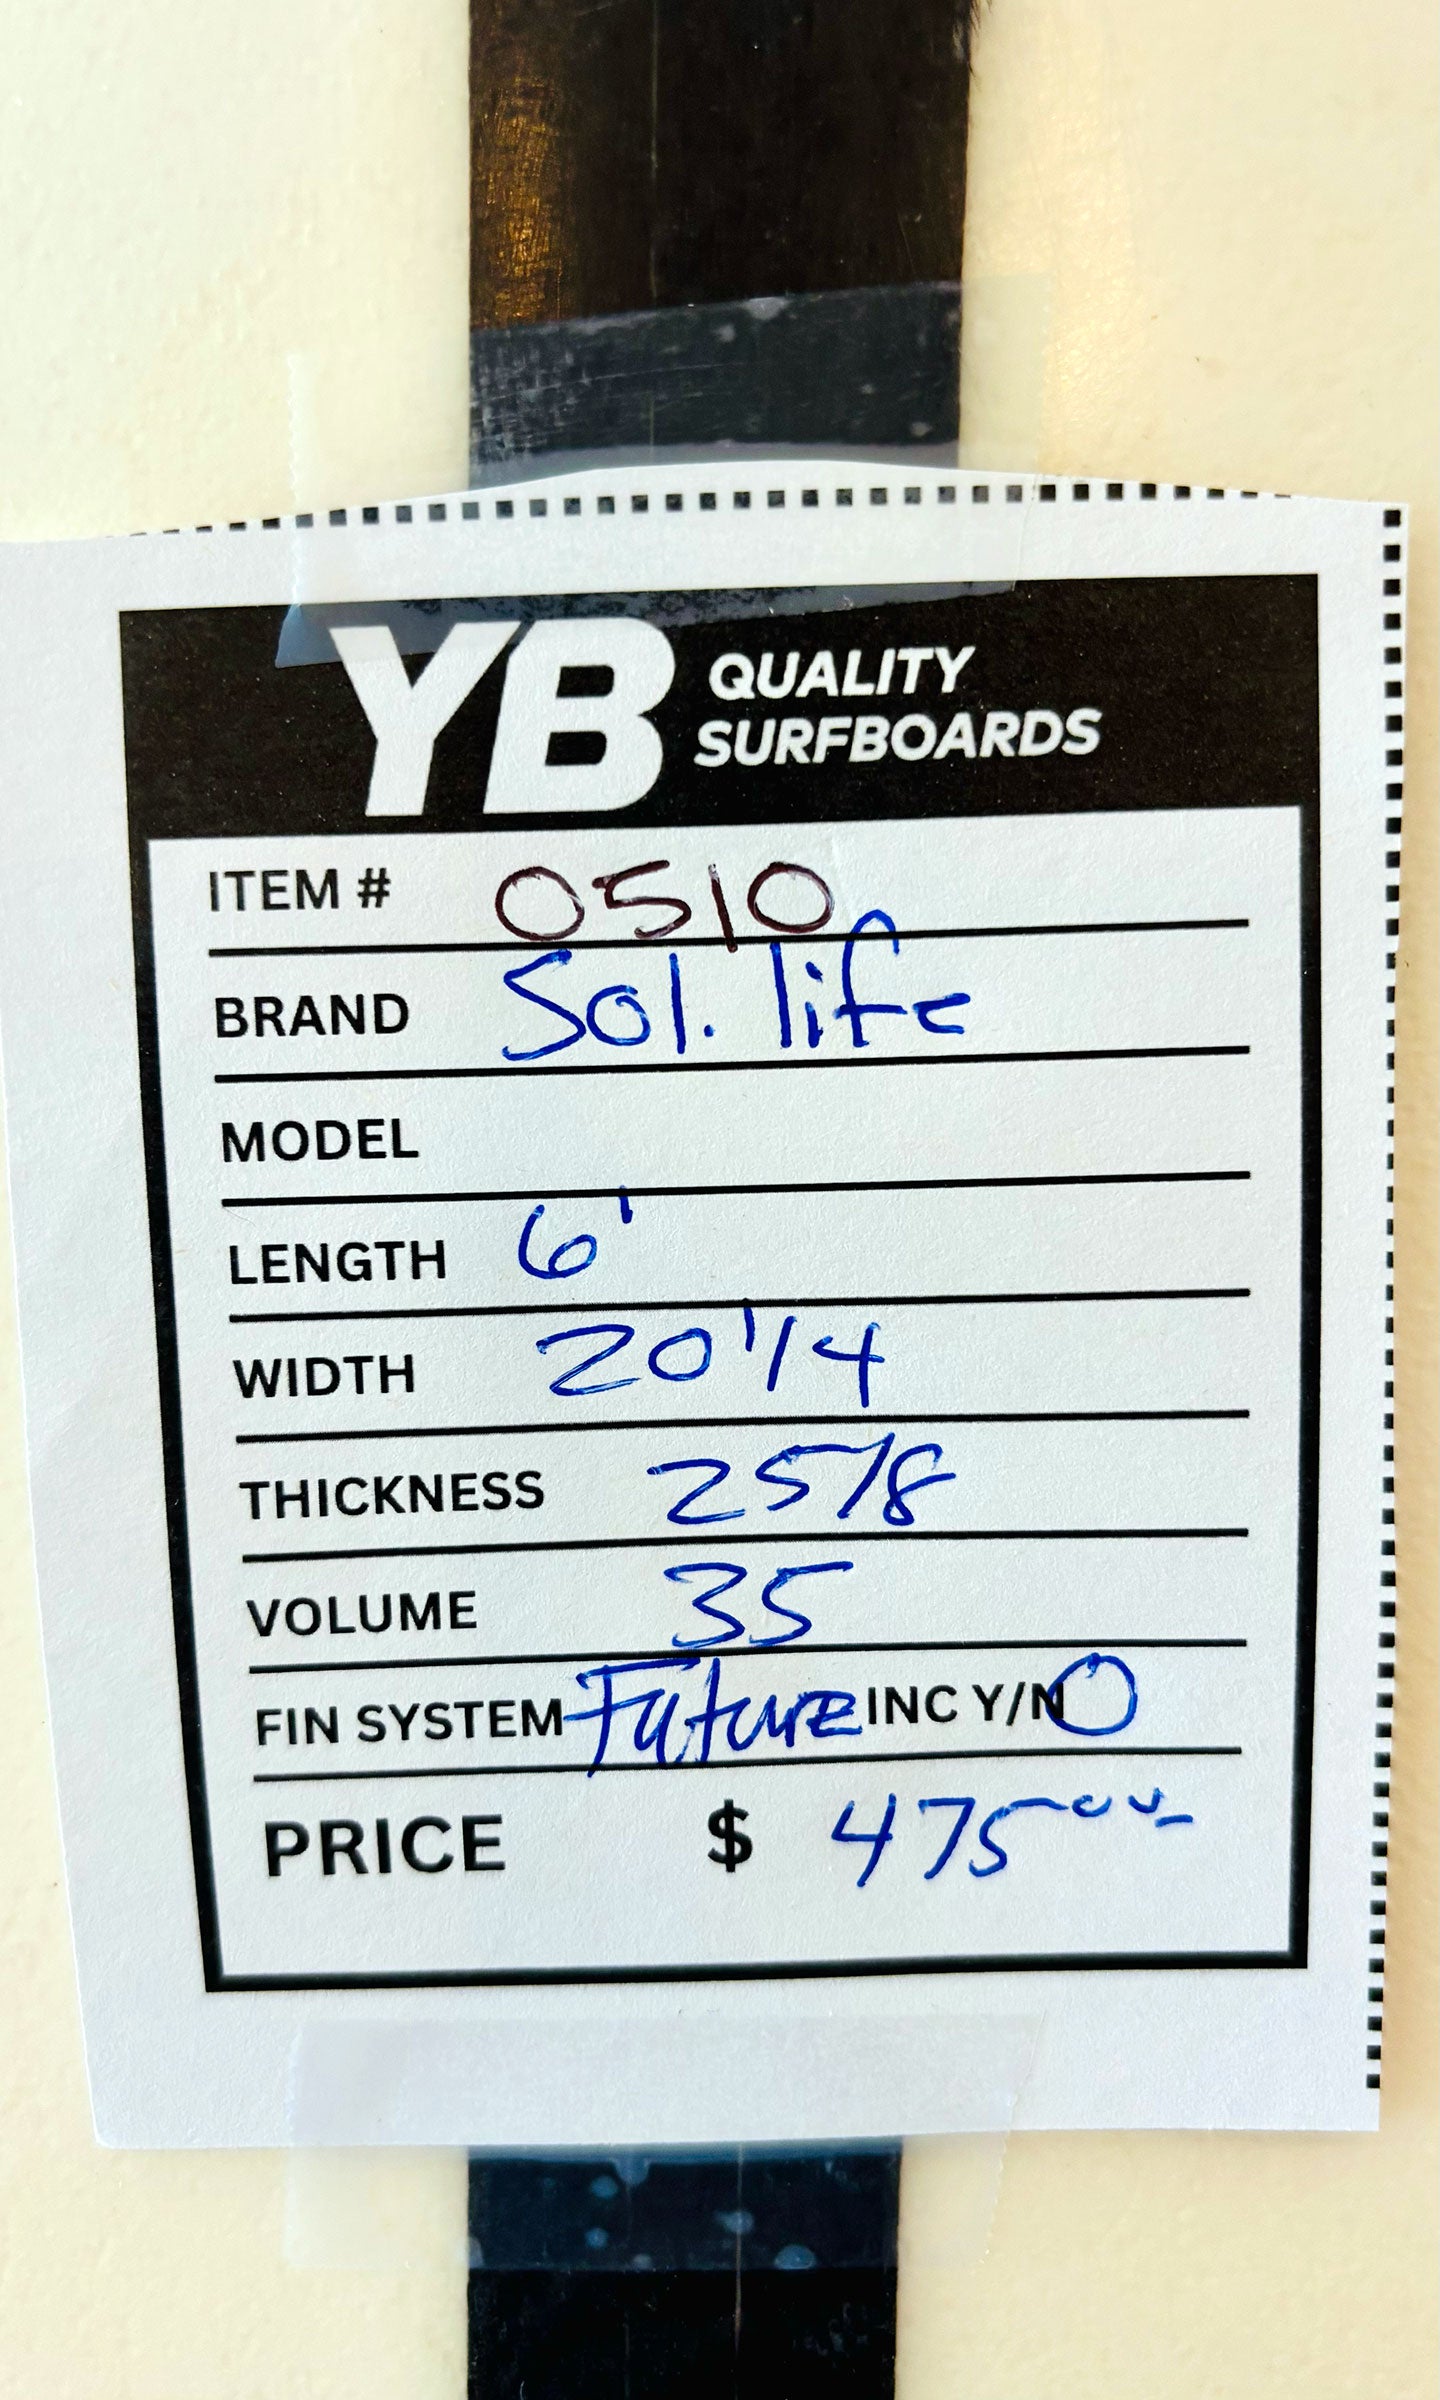 YB QUALITY
SURFBOARDS
ITEM # 0510
BRAND Sol. life
MODEL
LENGTH 6'
WIDTH 20 1/4
THICKNESS 2 5/8
VOLUME 35
FIN SYSTEM Future INC Y/N O
PRICE $ 475